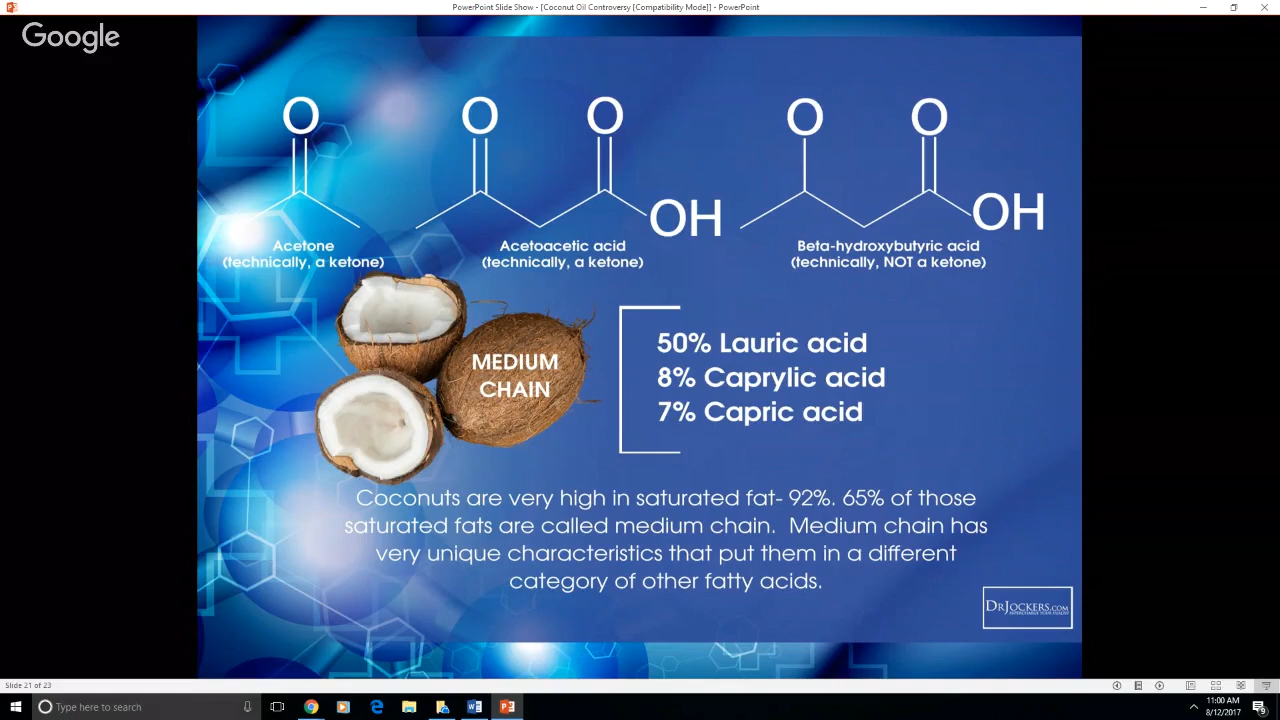 PowerPoint Slide Show - [Coconut Oil Controversy [Compatibility Mode]] - PowerPoint
Google
O O O O O
OH OH
Acetone
(technically, a ketone)
Acetoacetic acid
(technically, a ketone)
Beta-hydroxybutyric acid
(technically, NOT a ketone)
MEDIUM
CHAIN
50% Lauric acid
8% Caprylic acid
7% Capric acid
Coconuts are very high in saturated fat- 92%. 65% of those
saturated fats are called medium chain. Medium chain has
very unique characteristics that put them in a different
category of other fatty acids.
DRJOCKERS.COM
SUPERCHARGE YOUR HEALTH
Slide 21 of 23
Type here to search
11:00 AM
8/12/2017